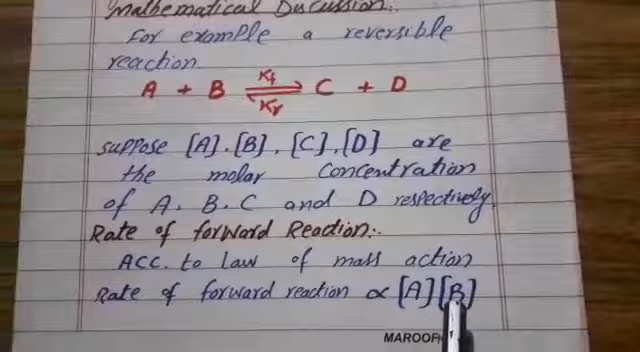 Mathematical Discussion:.
For example a reversible
reaction.
A + B ⇌ C + D
Kf
Kr
suppose [A], [B], [C], [D] are
the molar concentration
of A, B, C and D respectively.
Rate of forward Reaction:.
Acc. to law of mass action
Rate of forward reaction ∝ [A][B]